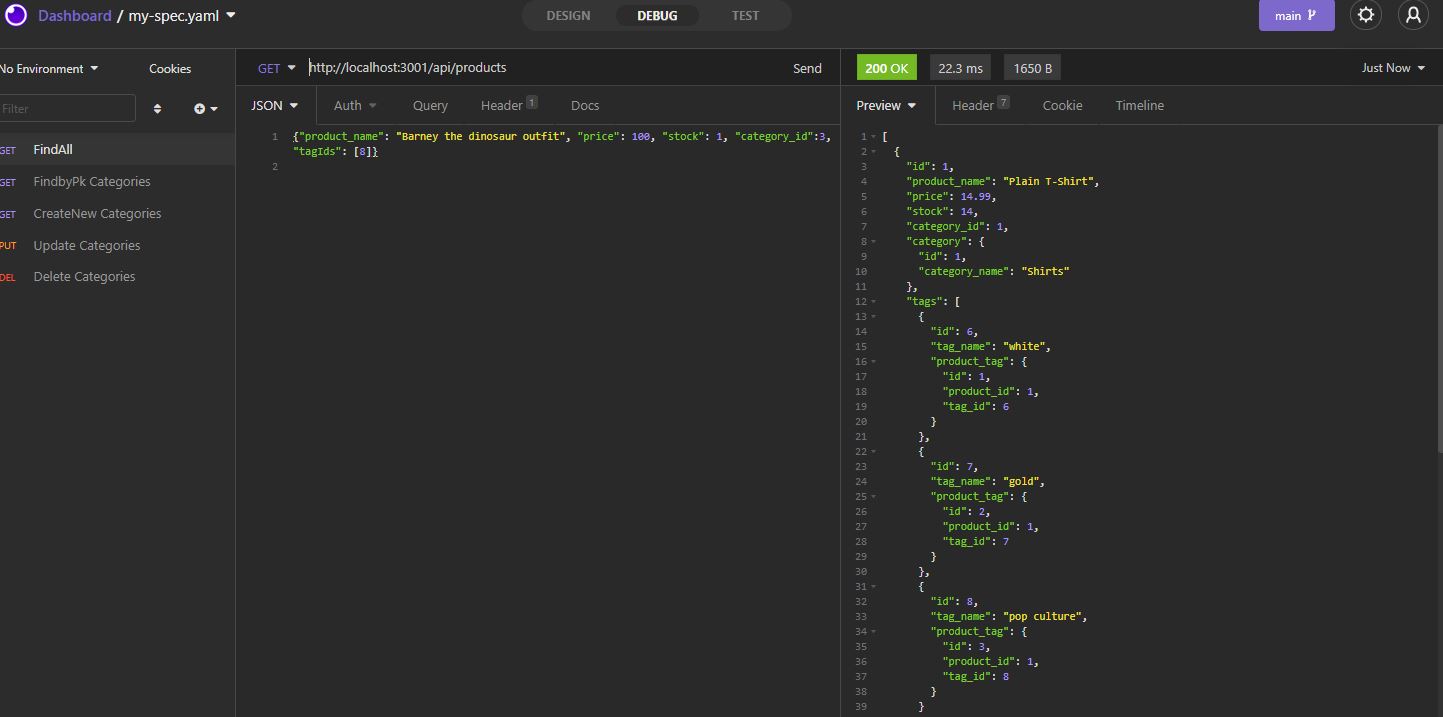 Dashboard / my-spec.yaml
DESIGN DEBUG TEST
main
No Environment Cookies
Filter
GET FindAll
GET FindbyPk Categories
GET CreateNew Categories
PUT Update Categories
DEL Delete Categories
GET http://localhost:3001/api/products Send
JSON Auth Query Header 1 Docs
1 {"product_name": "Barney the dinosaur outfit", "price": 100, "stock": 1, "category_id":3,
"tagIds": [8]}
2
200 OK 22.3 ms 1650 B Just Now
Preview Header 7 Cookie Timeline
1 [
2 {
3 "id": 1,
4 "product_name": "Plain T-Shirt",
5 "price": 14.99,
6 "stock": 14,
7 "category_id": 1,
8 "category": {
9 "id": 1,
10 "category_name": "Shirts"
11 },
12 "tags": [
13 {
14 "id": 6,
15 "tag_name": "white",
16 "product_tag": {
17 "id": 1,
18 "product_id": 1,
19 "tag_id": 6
20 }
21 },
22 {
23 "id": 7,
24 "tag_name": "gold",
25 "product_tag": {
26 "id": 2,
27 "product_id": 1,
28 "tag_id": 7
29 }
30 },
31 {
32 "id": 8,
33 "tag_name": "pop culture",
34 "product_tag": {
35 "id": 3,
36 "product_id": 1,
37 "tag_id": 8
38 }
39 }